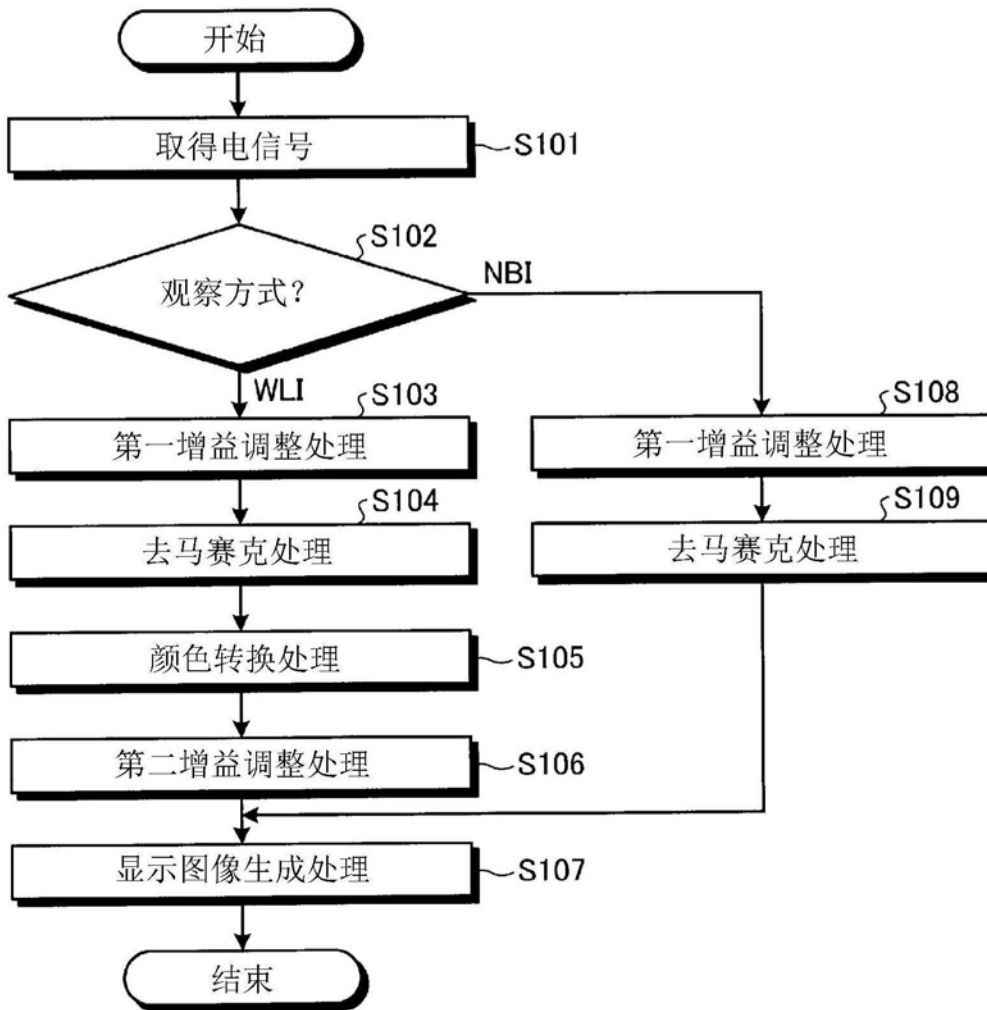 开始
取得电信号
S101
S102
观察方式?
NBI
WLI
S103
第一增益调整处理
S108
第一增益调整处理
S104
去马赛克处理
S109
去马赛克处理
颜色转换处理
S105
第二增益调整处理
S106
显示图像生成处理
S107
结束